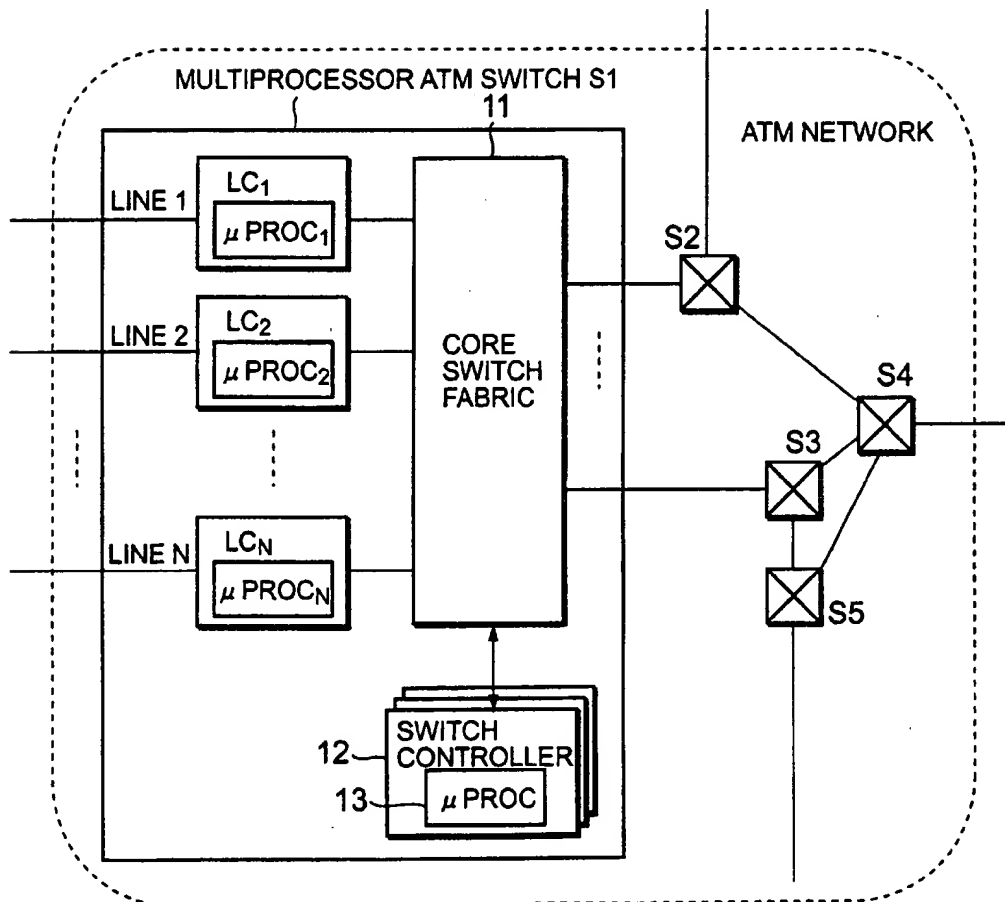 MULTIPROCESSOR ATM SWITCH S1
11
ATM NETWORK
LINE 1
LC1
μ PROC1
LINE 2
LC2
μ PROC2
CORE
SWITCH
FABRIC
S2
S4
S3
LINE N
LCN
μ PROCN
S5
12
SWITCH
CONTROLLER
13
μ PROC